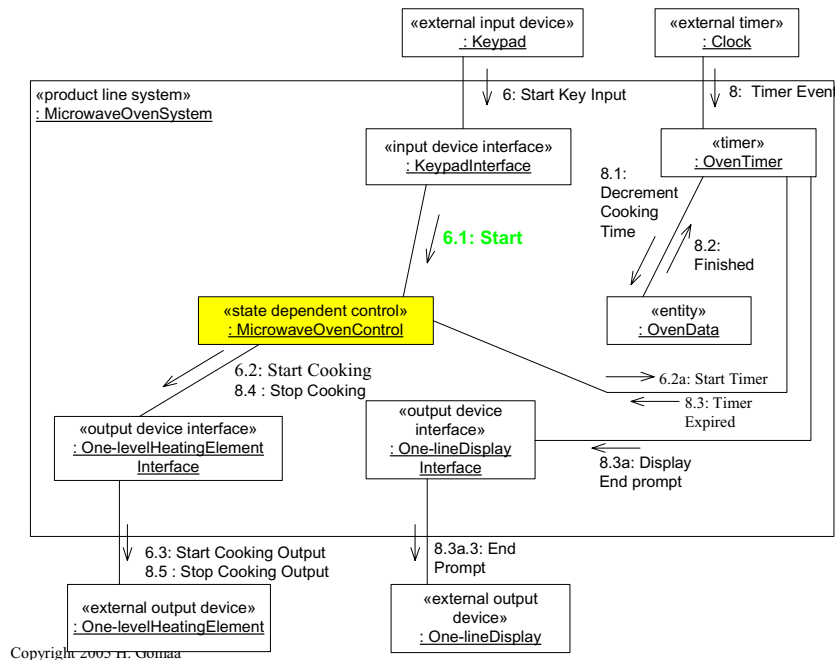 «external input device»
: Keypad
«external timer»
: Clock
«product line system»
: MicrowaveOvenSystem
6: Start Key Input
8: Timer Event
«input device interface»
: KeypadInterface
«timer»
: OvenTimer
8.1:
Decrement
Cooking
Time
6.1: Start
8.2:
Finished
«state dependent control»
: MicrowaveOvenControl
«entity»
: OvenData
6.2: Start Cooking
8.4 : Stop Cooking
6.2a: Start Timer
8.3: Timer
Expired
«output device interface»
: One-levelHeatingElement
Interface
«output device
interface»
: One-lineDisplay
Interface
8.3a: Display
End prompt
6.3: Start Cooking Output
8.5 : Stop Cooking Output
8.3a.3: End
Prompt
«external output device»
: One-levelHeatingElement
«external output
device»
: One-lineDisplay
Copyright 2005 H. Gomaa